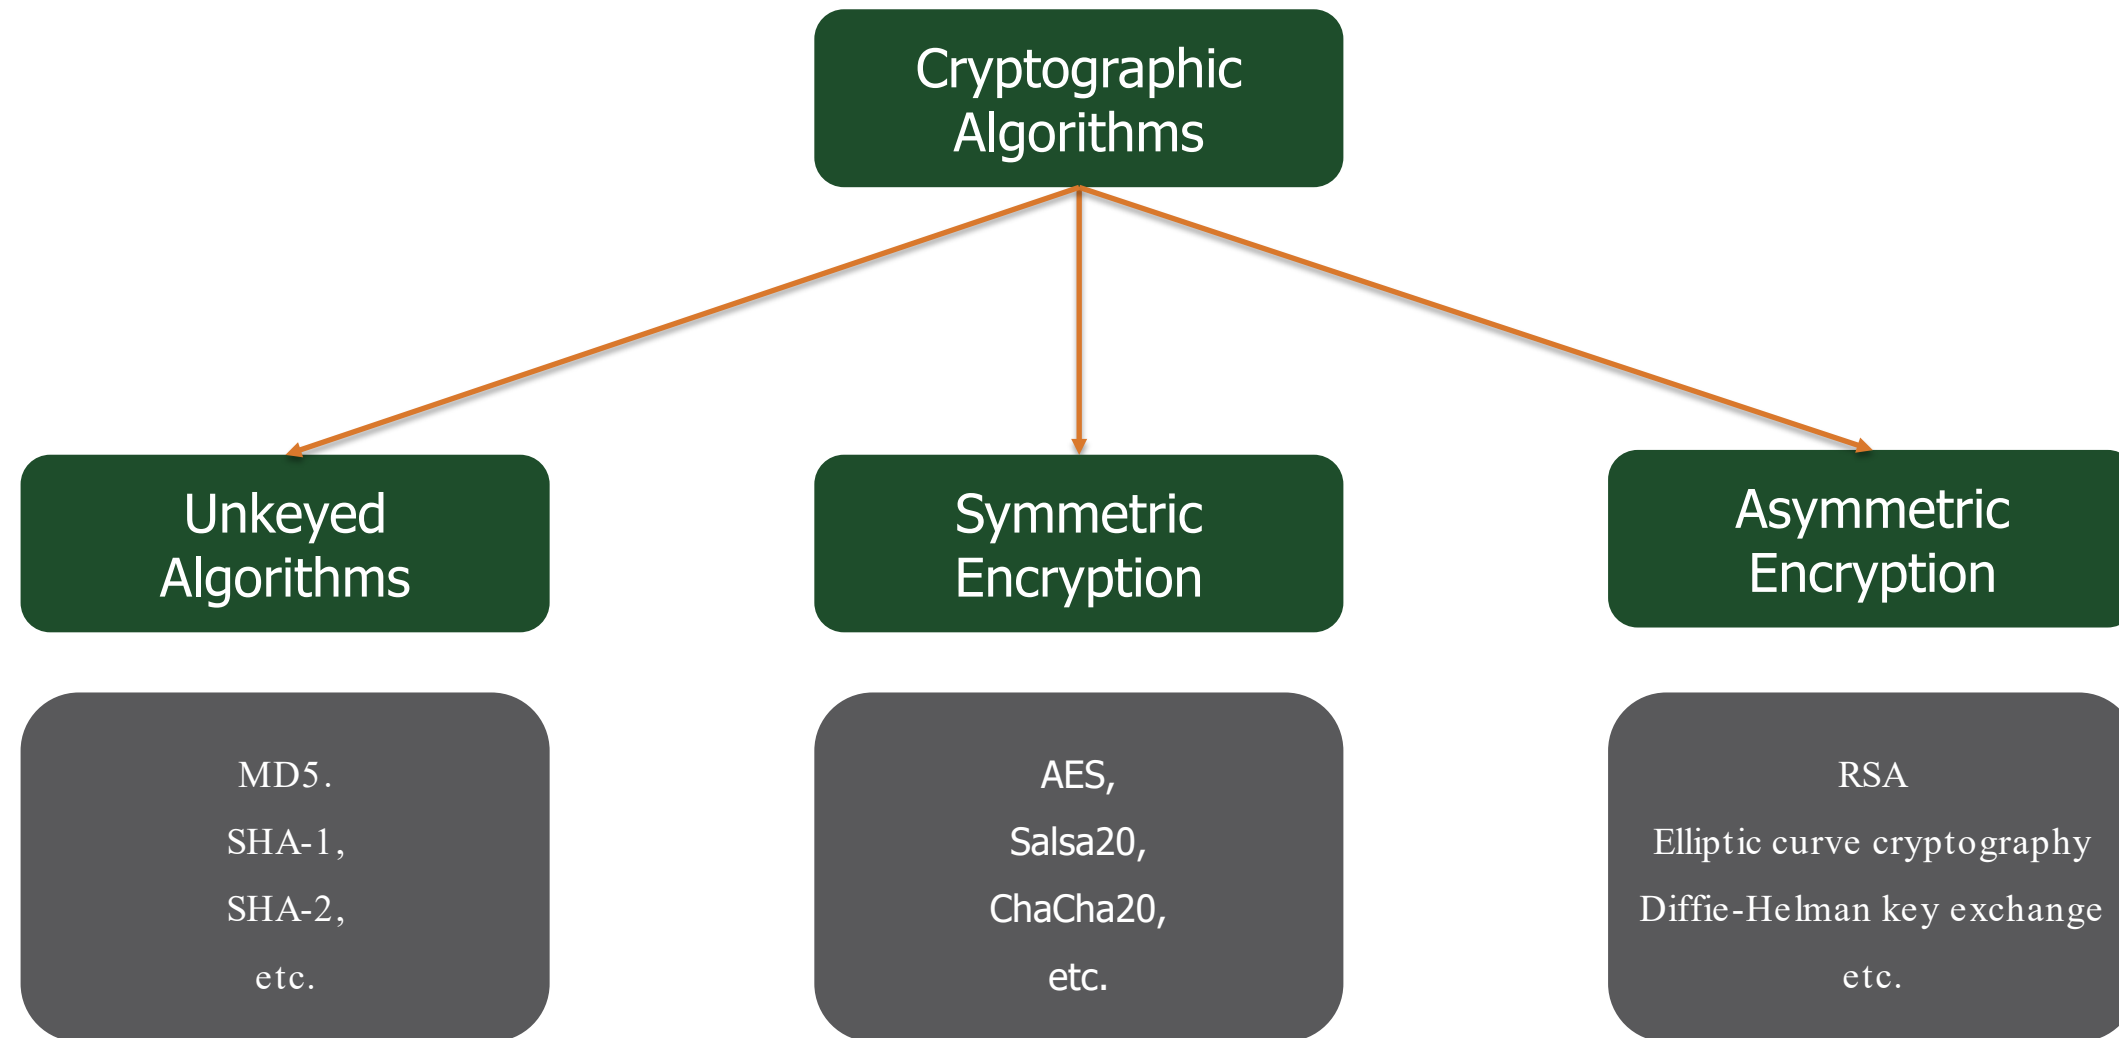 Cryptographic
Algorithms
Unkeyed
Algorithms
Symmetric
Encryption
Asymmetric
Encryption
MD5.
SHA-1,
SHA-2,
etc.
AES,
Salsa20,
ChaCha20,
etc.
RSA
Elliptic curve cryptography
Diffie-Helman key exchange
etc.